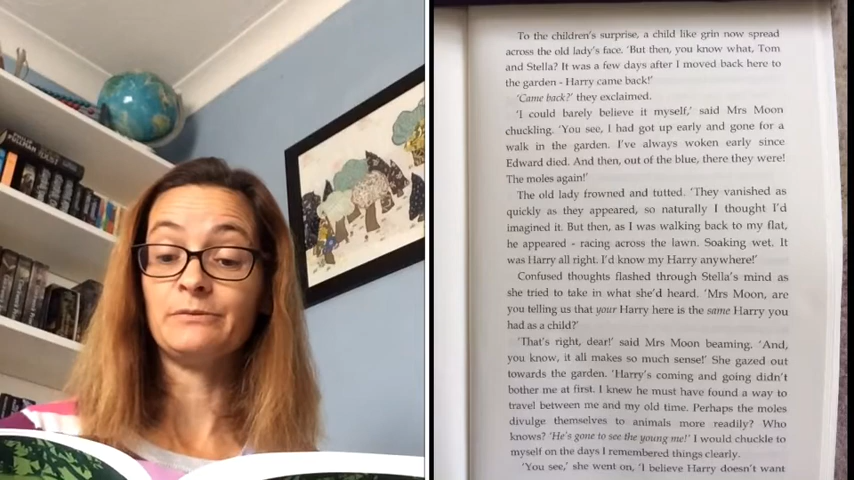 To the children's surprise, a child like grin now spread
across the old lady's face. 'But then, you know what, Tom
and Stella? It was a few days after I moved back here to
the garden - Harry came back!'
'Came back?' they exclaimed.
'I could barely believe it myself,' said Mrs Moon
chuckling. 'You see, I had got up early and gone for a
walk in the garden. I've always woken early since
Edward died. And then, out of the blue, there they were!
The moles again!'
The old lady frowned and tutted. 'They vanished as
quickly as they appeared, so naturally I thought I'd
imagined it. But then, as I was walking back to my flat,
he appeared - racing across the lawn. Soaking wet. It
was Harry all right. I'd know my Harry anywhere!'
Confused thoughts flashed through Stella's mind as
she tried to take in what she'd heard. 'Mrs Moon, are
you telling us that your Harry here is the same Harry you
had as a child?'
'That's right, dear!' said Mrs Moon beaming. 'And,
you know, it all makes so much sense!' She gazed out
towards the garden. 'Harry's coming and going didn't
bother me at first. I knew he must have found a way to
travel between me and my old time. Perhaps the moles
divulge themselves to animals more readily? Who
knows? 'He's gone to see the young me!' I would chuckle to
myself on the days I remembered things clearly.
'You see,' she went on, 'I believe Harry doesn't want